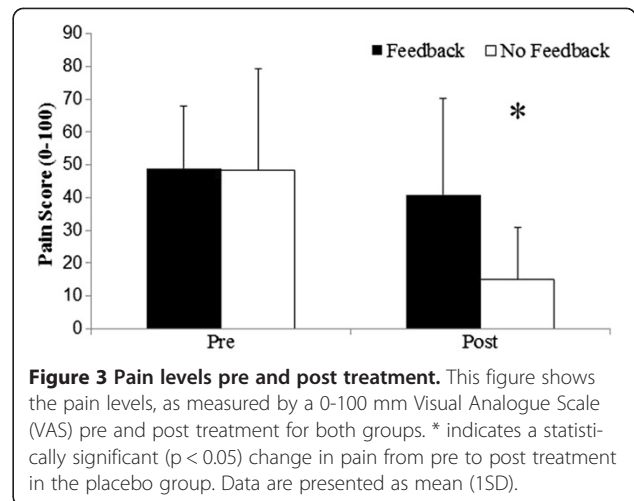 90
80
70
60
50
40
30
20
10
0
Pain Score (0-100)
Feedback No Feedback
*
Pre Post
Figure 3 Pain levels pre and post treatment. This figure shows
the pain levels, as measured by a 0-100 mm Visual Analogue Scale
(VAS) pre and post treatment for both groups. * indicates a statisti-
cally significant (p < 0.05) change in pain from pre to post treatment
in the placebo group. Data are presented as mean (1SD).